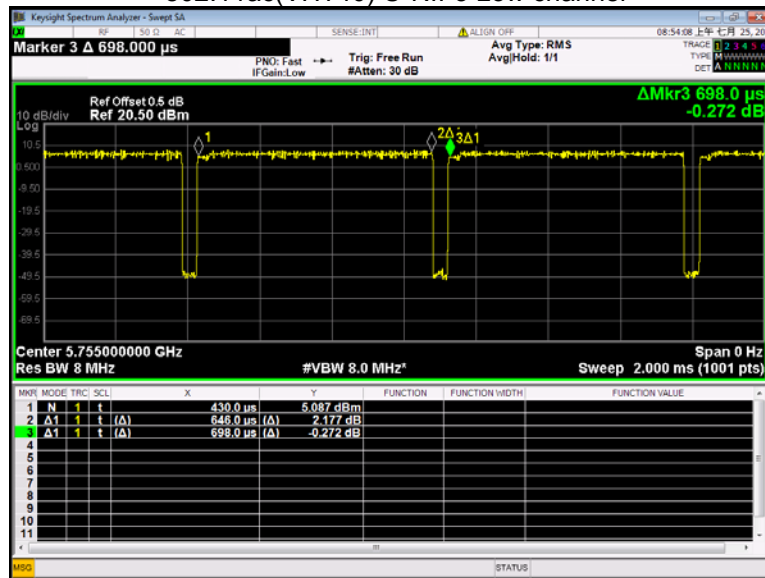 Keysight Spectrum Analyzer - Swept SA
RF 50 Ω AC SENSE:INT ALIGN OFF 08:54:08 上午 七月 25, 20
Marker 3 Δ 698.000 µs Avg Type: RMS TRACE 1 2 3 4 5 6
PNO: Fast Trig: Free Run Avg|Hold: 1/1 TYPE M
IFGain:Low #Atten: 30 dB DET A N N N N N
ΔMkr3 698.0 µs
Ref Offset 0.5 dB
10 dB/div Ref 20.50 dBm -0.272 dB
Log
1 2Δ 3Δ1
10.5
0.500
-9.50
-19.5
-29.5
-39.5
-49.5
-59.5
-69.5
Center 5.755000000 GHz Span 0 Hz
Res BW 8 MHz #VBW 8.0 MHz* Sweep 2.000 ms (1001 pts)
MKR MODE TRC SCL X Y FUNCTION FUNCTION WIDTH FUNCTION VALUE
1 N 1 t 430.0 µs 5.087 dBm
2 Δ1 1 t (Δ) 646.0 µs (Δ) 2.177 dB
3 Δ1 1 t (Δ) 698.0 µs (Δ) -0.272 dB
4
5
6
7
8
9
10
11
MSG STATUS